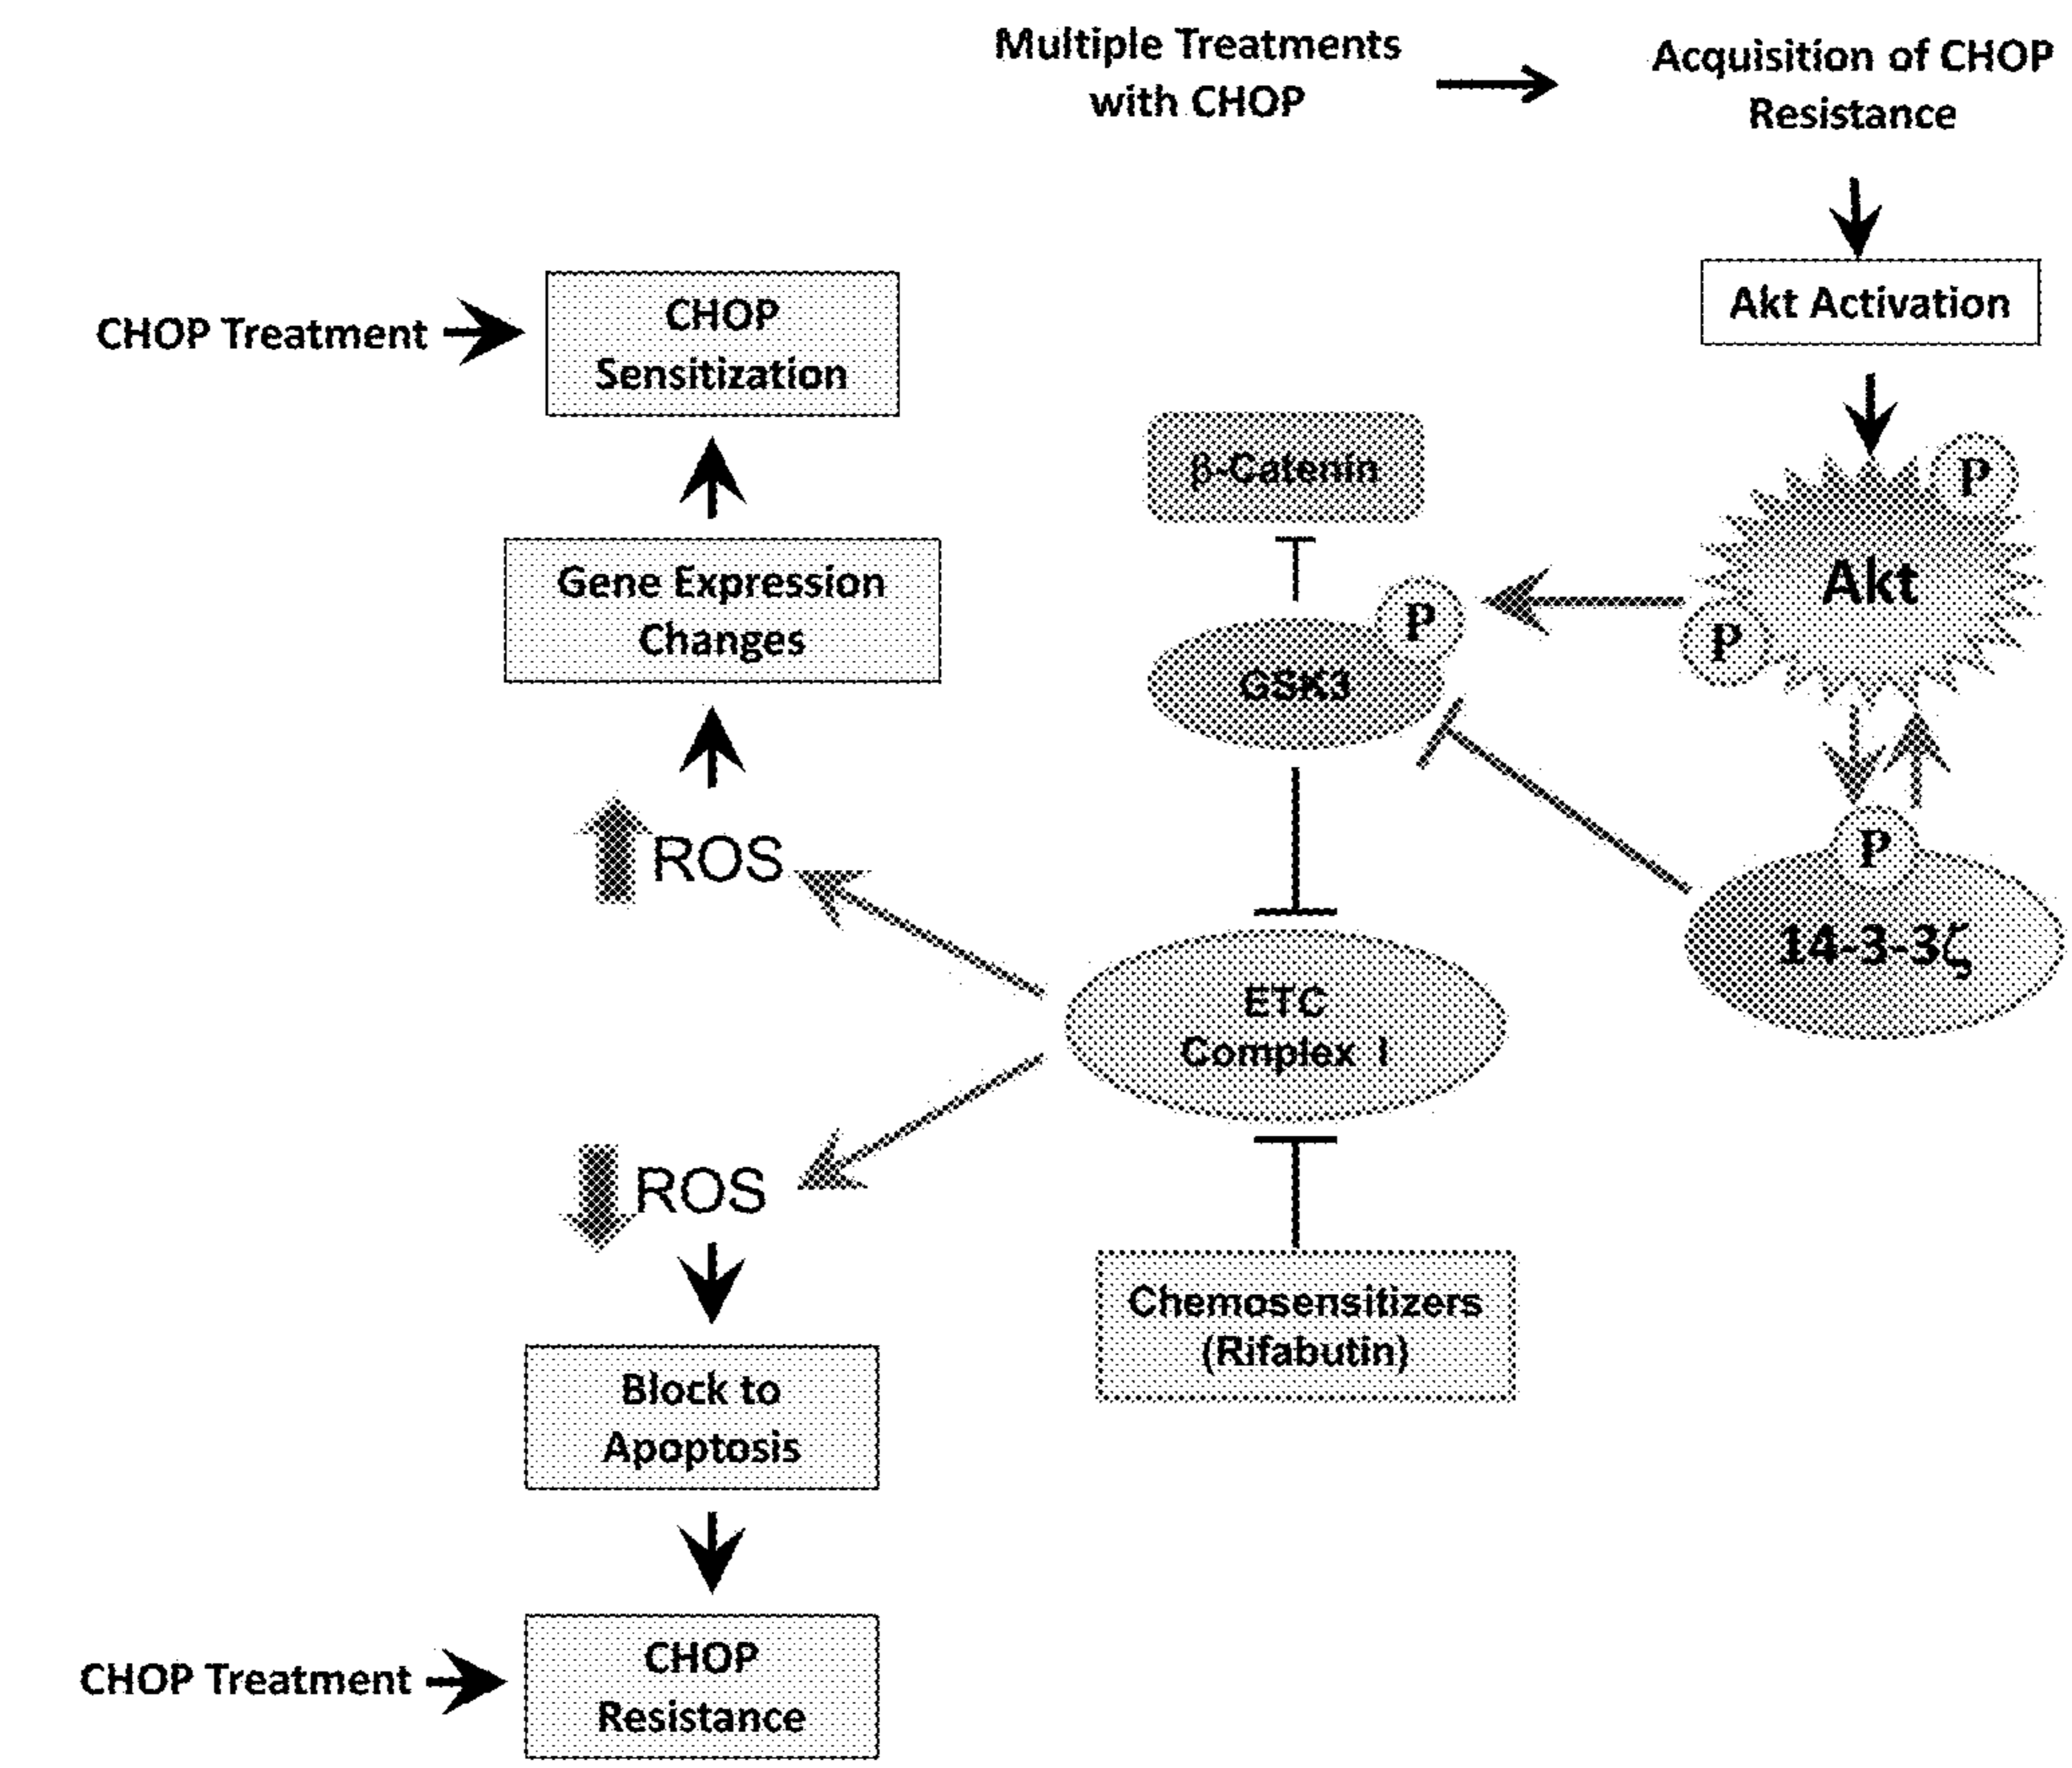 Multiple Treatments
with CHOP
Acquisition of CHOP
Resistance
Akt Activation
CHOP Treatment
CHOP
Sensitization
β-Catenin
P
Akt
P
Gene Expression
Changes
P
GSK3
ROS
P
14-3-3ζ
ETC
Complex I
ROS
Chemosensitizers
(Rifabutin)
Block to
Apoptosis
CHOP Treatment
CHOP
Resistance